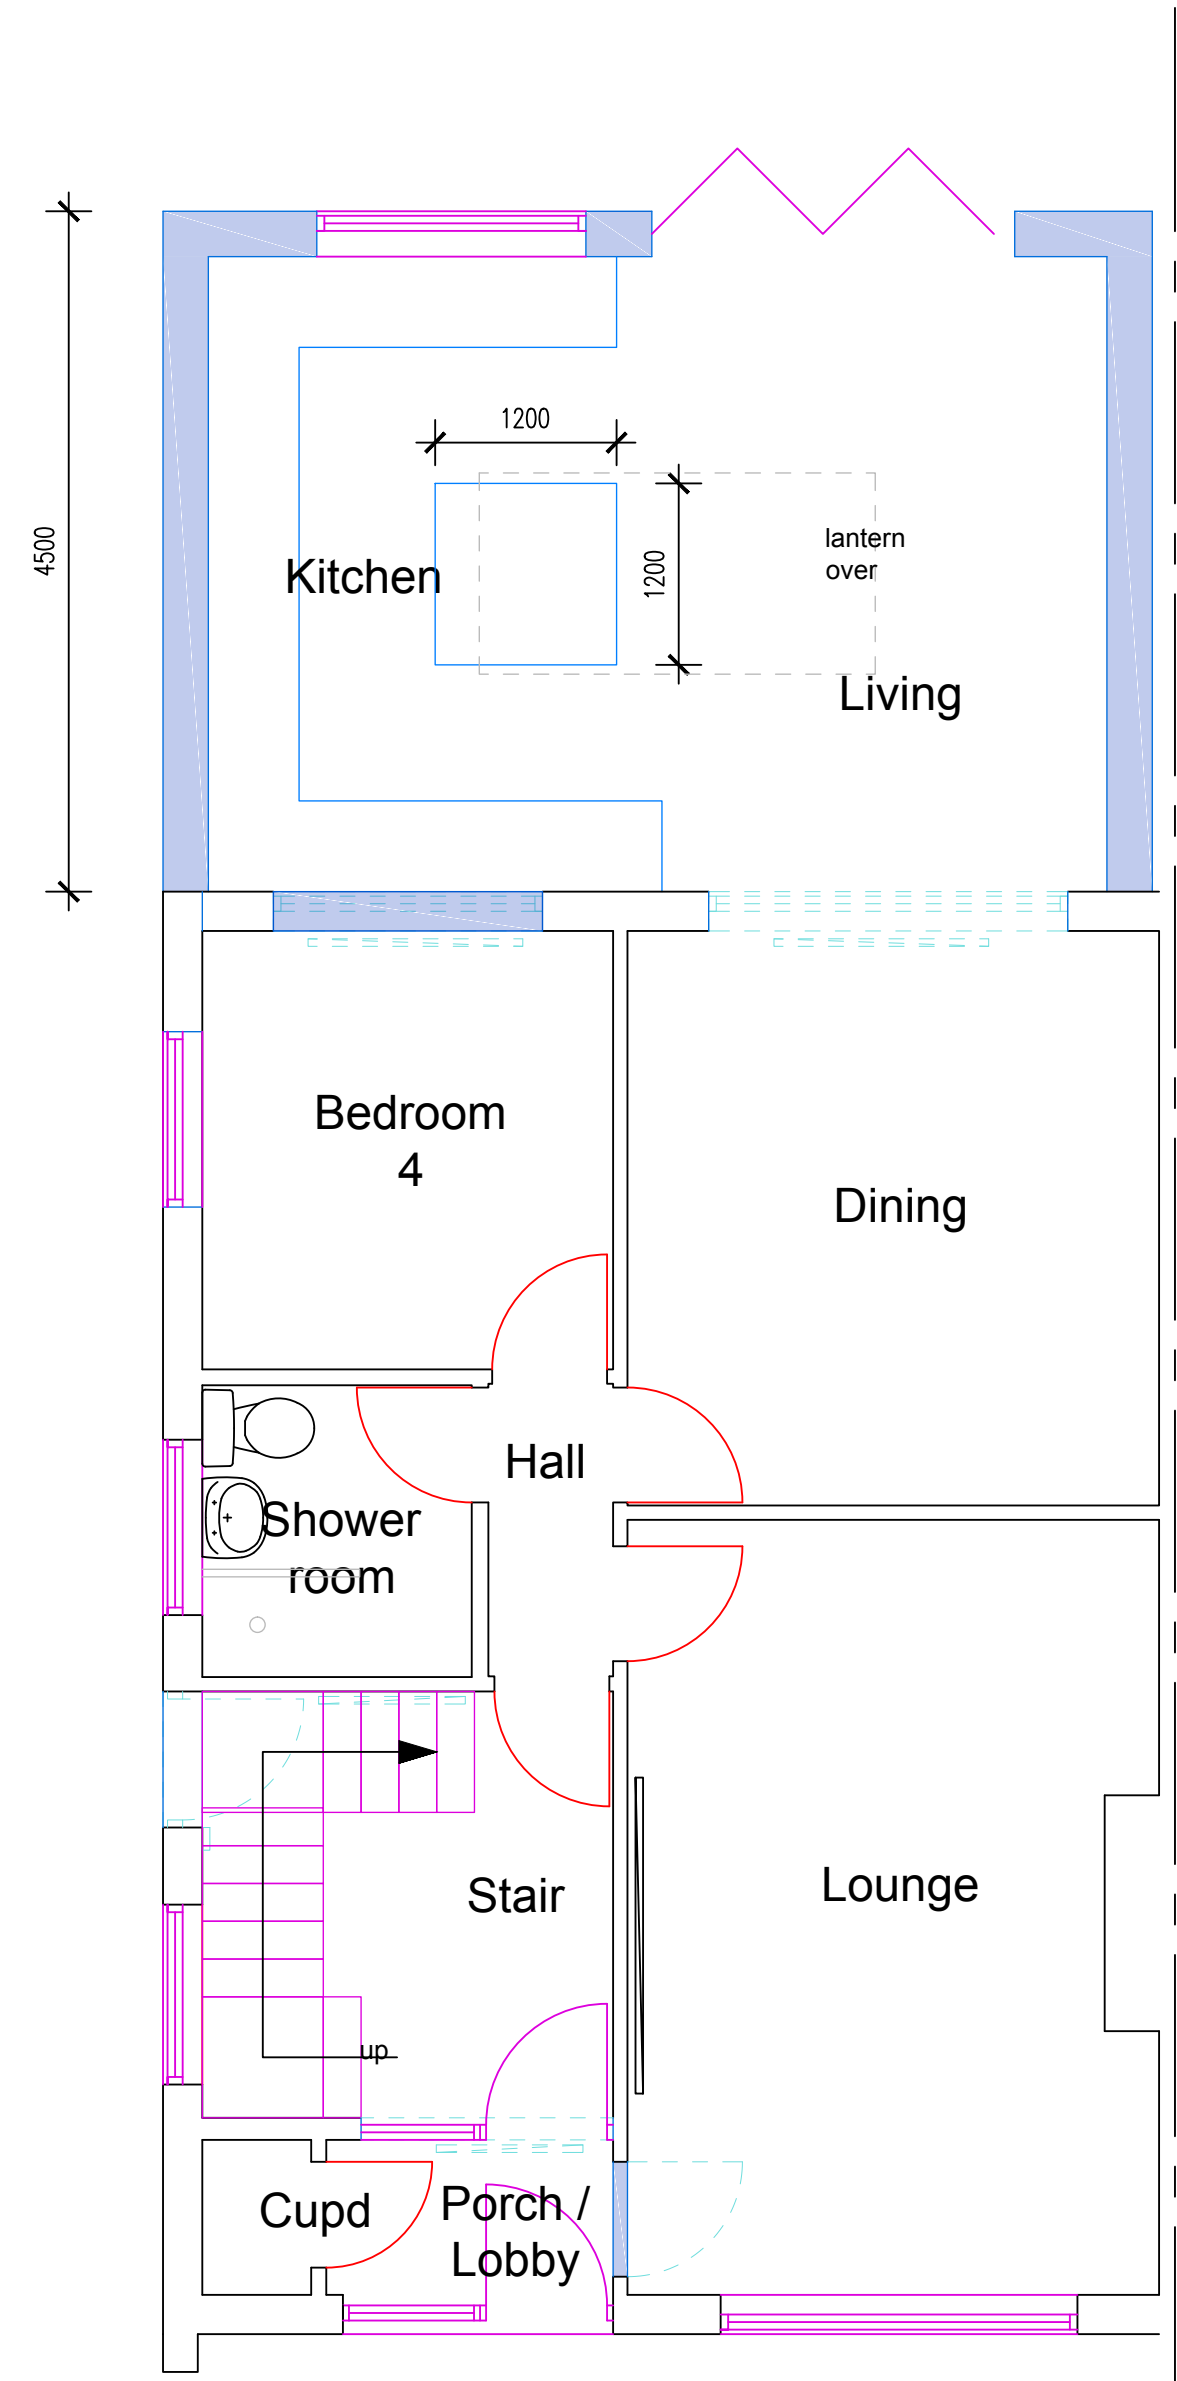 1200
4500
1200
lantern
over
Kitchen
Living
Bedroom
4
Dining
Hall
Shower
room
Stair
Lounge
up
Cupd
Porch /
Lobby